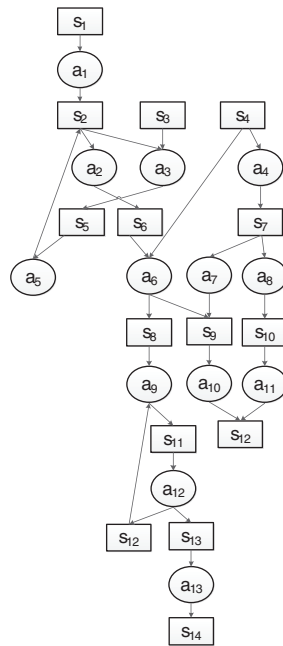 s1
a1
s2 s3 s4
a2 a3 a4
s5 s6 s7
a5 a6 a7 a8
s8 s9 s10
a9 a10 a11
s11 s12
a12
s12 s13
a13
s14